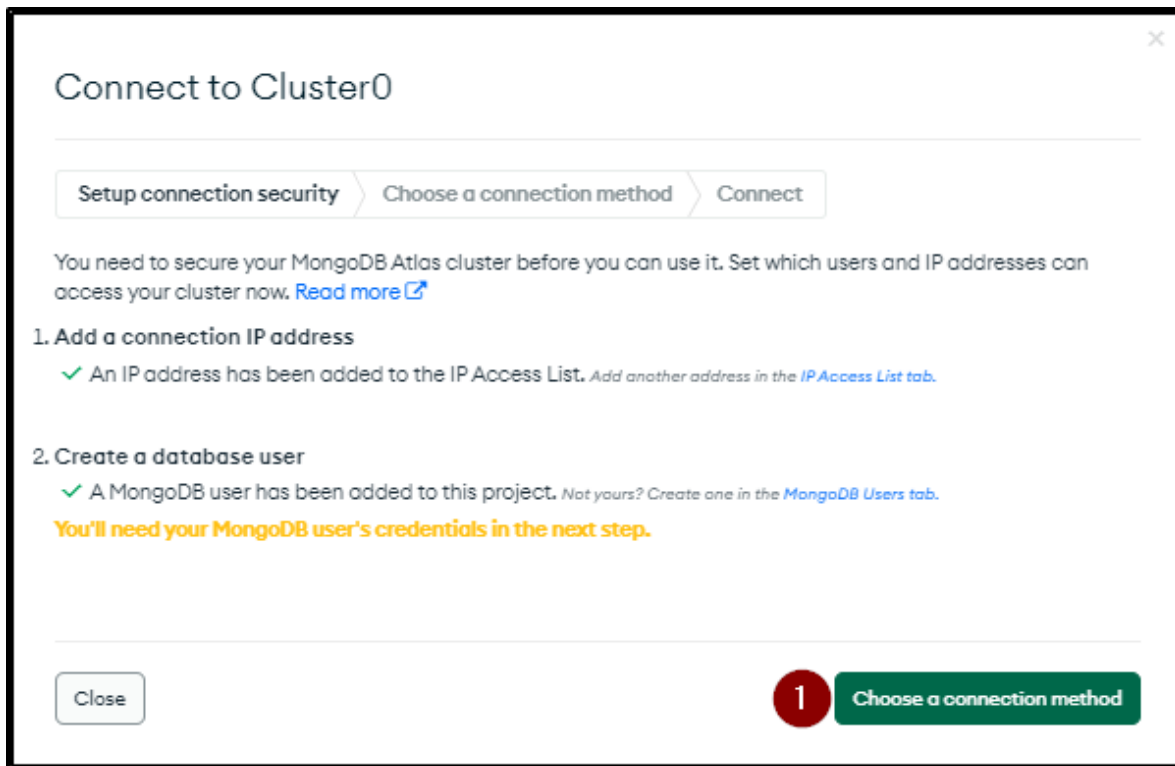 Connect to Cluster0
Setup connection security Choose a connection method Connect
You need to secure your MongoDB Atlas cluster before you can use it. Set which users and IP addresses can
access your cluster now. Read more
1. Add a connection IP address
✓ An IP address has been added to the IP Access List. Add another address in the IP Access List tab.
2. Create a database user
✓ A MongoDB user has been added to this project. Not yours? Create one in the MongoDB Users tab.
You'll need your MongoDB user's credentials in the next step.
Close 1 Choose a connection method